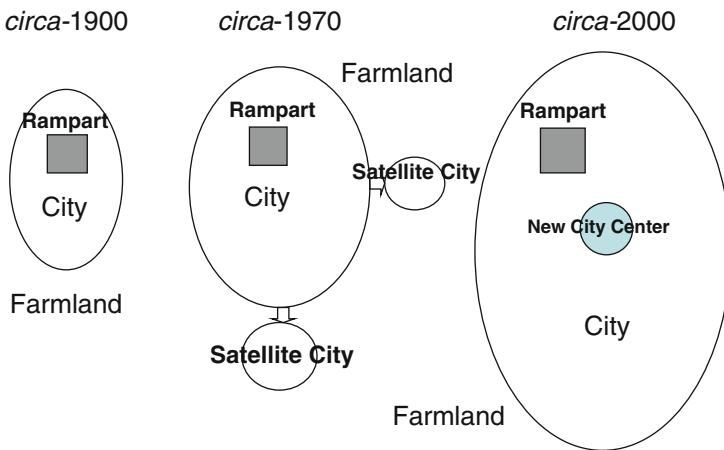 circa-1900
circa-1970
circa-2000
Farmland
Rampart
City
Farmland
Rampart
City
Satellite City
Satellite City
Rampart
New City Center
City
Farmland